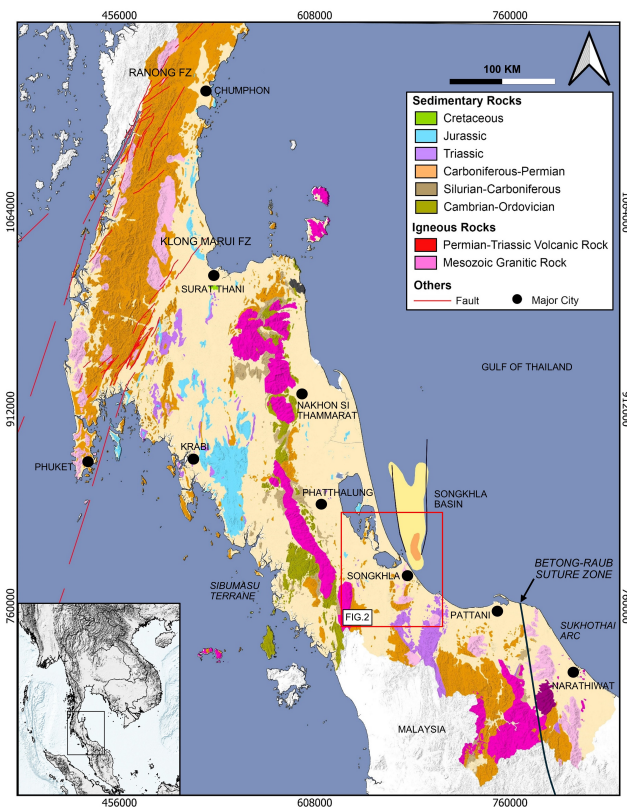 456000
608000
760000
1064000
912000
760000
100 KM
Sedimentary Rocks
Cretaceous
Jurassic
Triassic
Carboniferous-Permian
Silurian-Carboniferous
Cambrian-Ordovician
Igneous Rocks
Permian-Triassic Volcanic Rock
Mesozoic Granitic Rock
Others
Fault
Major City
RANONG FZ
CHUMPHON
KLONG MARUI FZ
SURAT THANI
GULF OF THAILAND
NAKHON SI
THAMMARAT
KRABI
PHUKET
PHATTHALUNG
SONGKHLA
BASIN
SONGKHLA
BETONG-RAUB
SUTURE ZONE
SIBUMASU
TERRANE
FIG.2
PATTANI
SUKHOTHAI
ARC
NARATHIWAT
MALAYSIA
1064000
912000
760000
456000
608000
760000